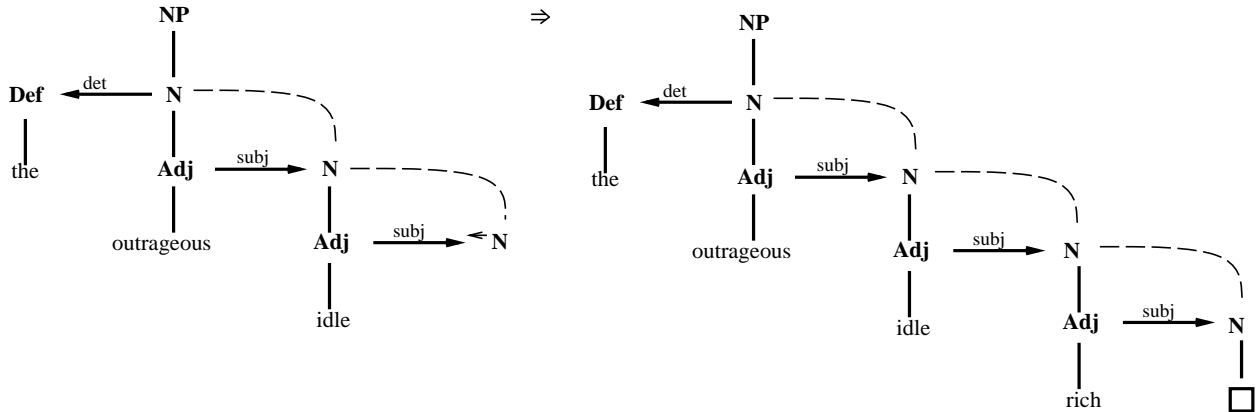 NP
Def det N
the Adj subj N
outrageous Adj subj N
idle
⇒
NP
Def det N
the Adj subj N
outrageous Adj subj N
idle Adj subj N
rich